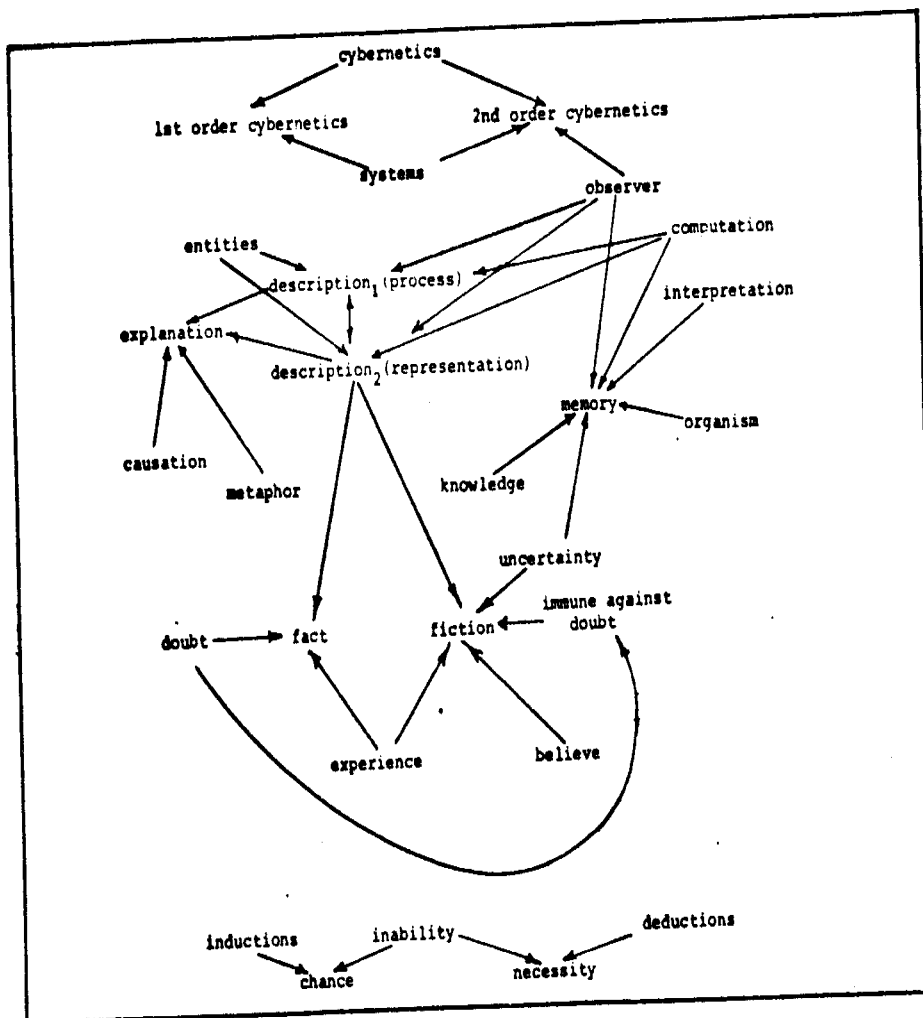 cybernetics
1st order cybernetics
2nd order cybernetics
systems
observer
entities
computation
description₁(process)
interpretation
explanation
description₂(representation)
memory
organism
causation
metaphor
knowledge
uncertainty
immune against
doubt
doubt
fact
fiction
experience
believe
inductions
inability
deductions
chance
necessity